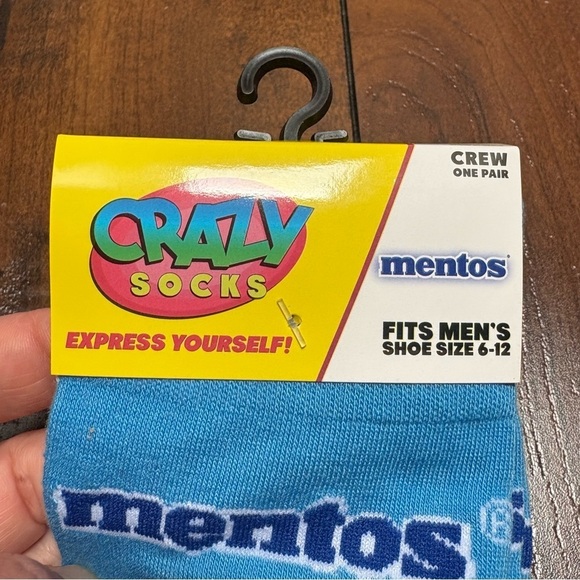 CREW
ONE PAIR
CRAZY
SOCKS
mentos
EXPRESS YOURSELF!
FITS MEN'S
SHOE SIZE 6-12
mentos®